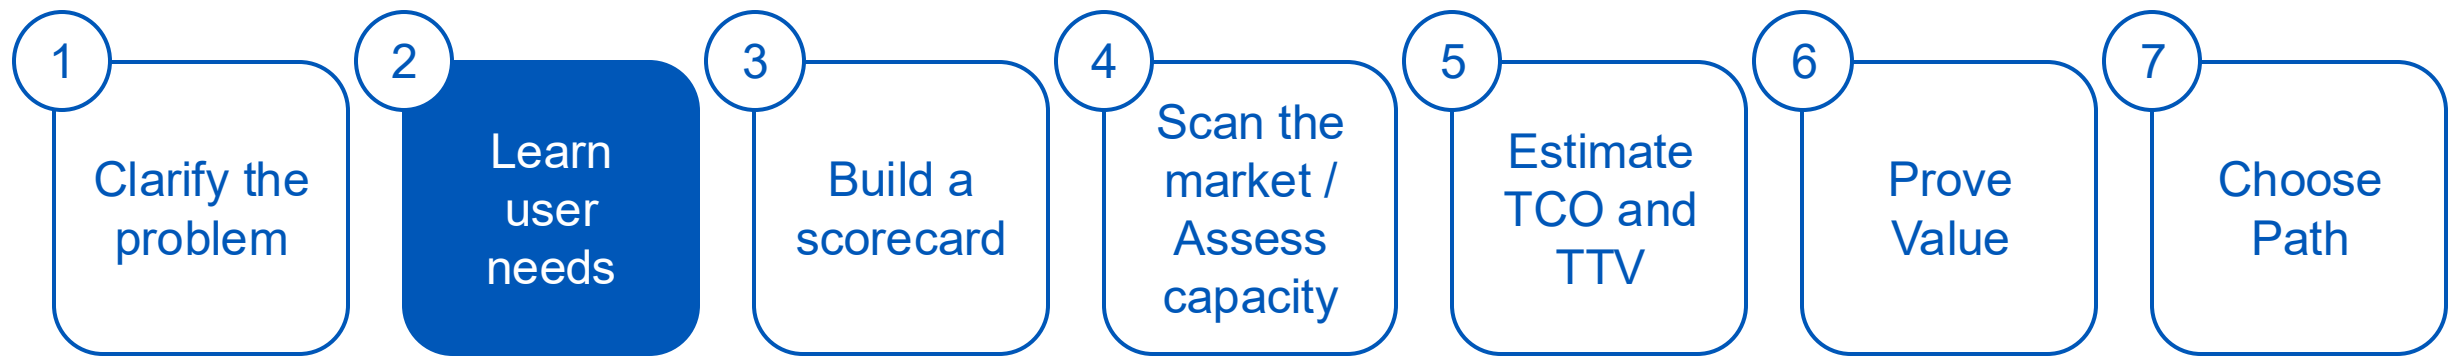 1
Clarify the
problem
2
Learn
user
needs
3
Build a
scorecard
4
Scan the
market /
Assess
capacity
5
Estimate
TCO and
TTV
6
Prove
Value
7
Choose
Path